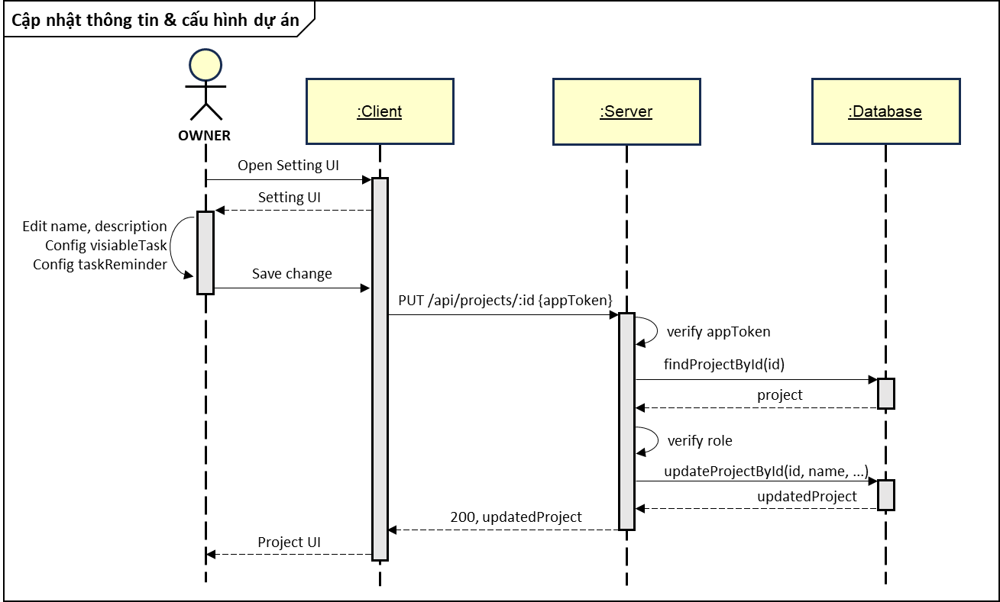 Cập nhật thông tin & cấu hình dự án
OWNER
:Client
:Server
:Database
Open Setting UI
Setting UI
Edit name, description
Config visiableTask
Config taskReminder
Save change
PUT /api/projects/:id {appToken}
verify appToken
findProjectById(id)
project
verify role
updateProjectById(id, name, ...)
updatedProject
200, updatedProject
Project UI